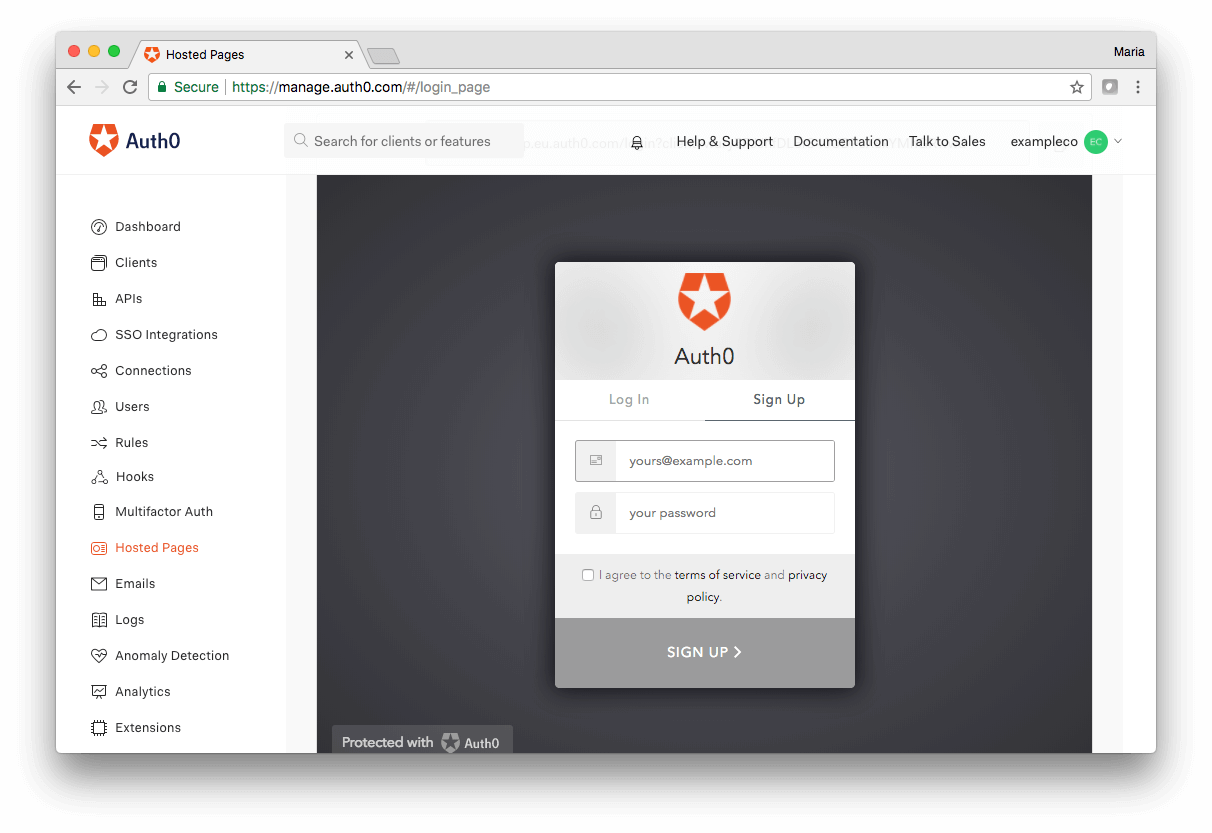 Hosted Pages
Maria
Secure https://manage.auth0.com/#/login_page
Auth0
Search for clients or features
Help & Support
Documentation
Talk to Sales
exampleco
EC
Dashboard
Clients
APIs
SSO Integrations
Connections
Users
Rules
Hooks
Multifactor Auth
Hosted Pages
Emails
Logs
Anomaly Detection
Analytics
Extensions
Auth0
Log In
Sign Up
yours@example.com
your password
I agree to the terms of service and privacy
policy.
SIGN UP
Protected with Auth0